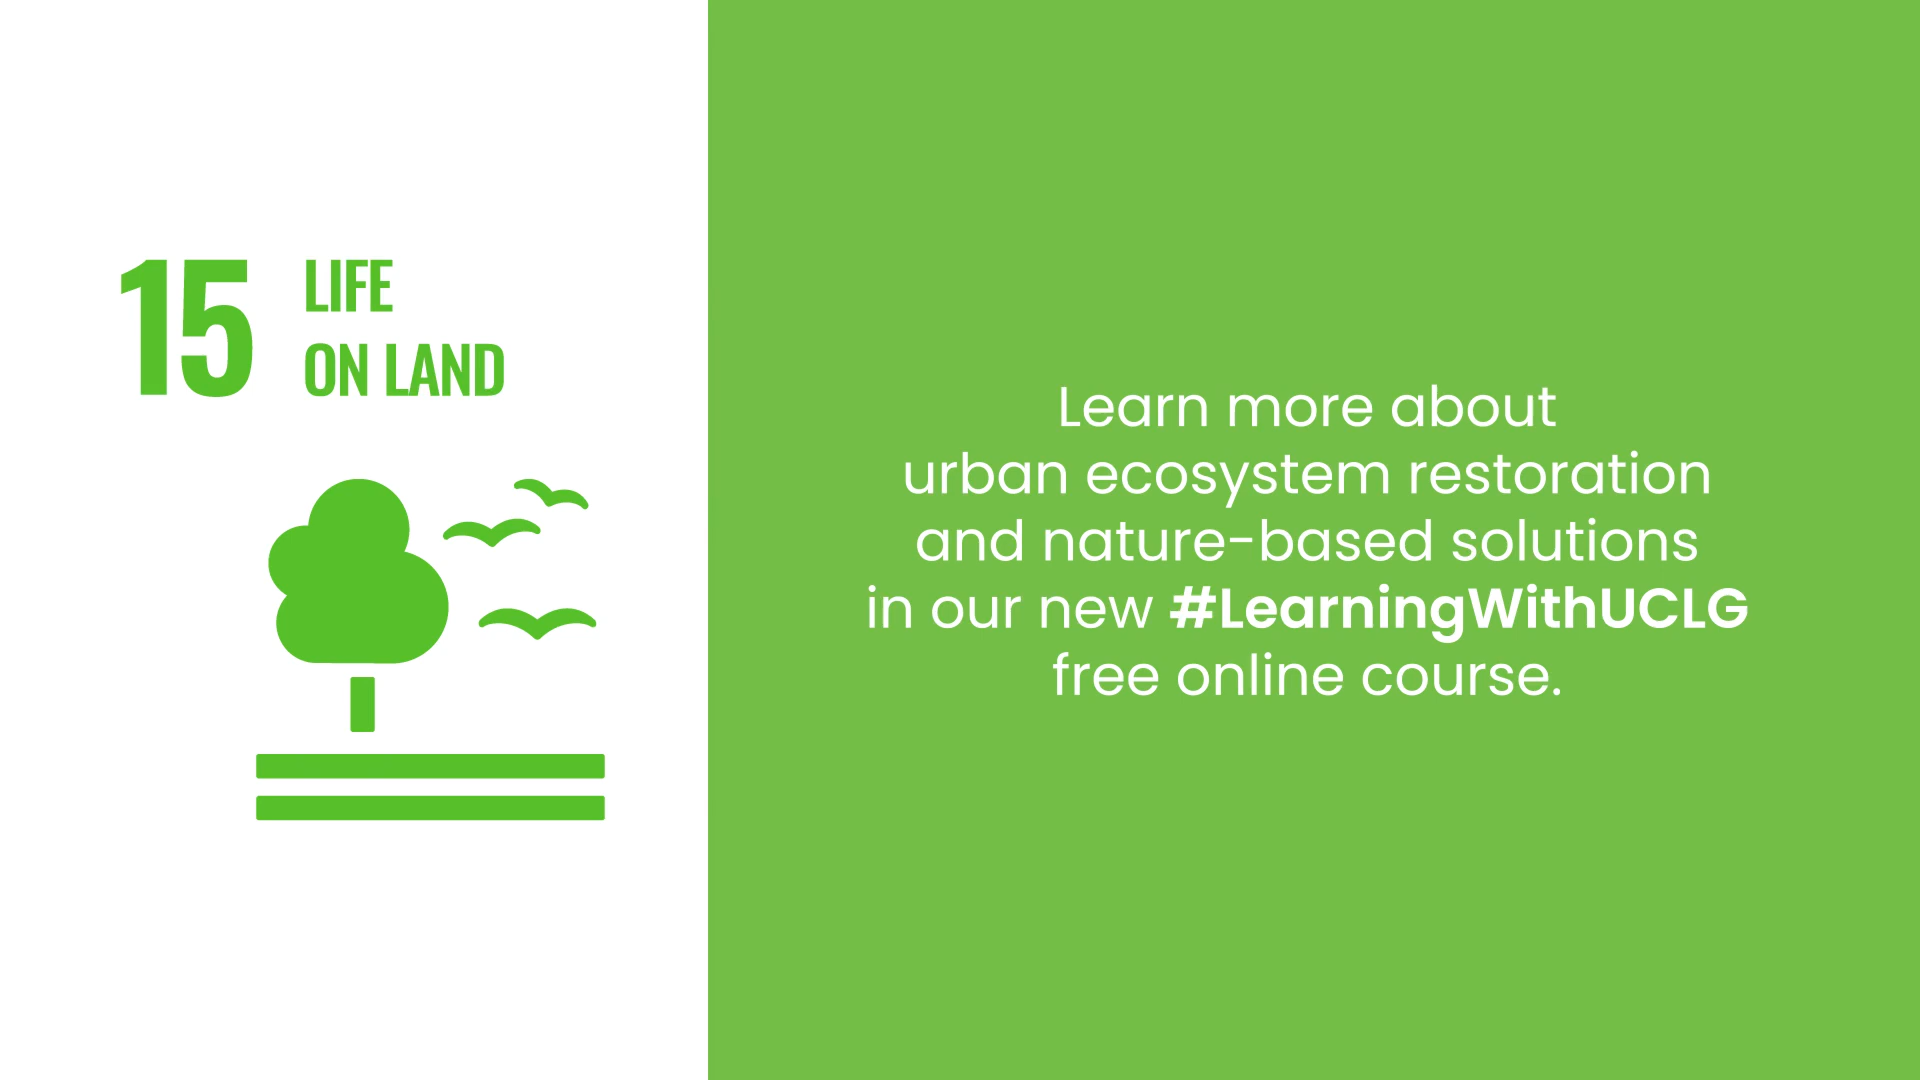 15
LIFE
ON LAND
Learn more about
urban ecosystem restoration
and nature-based solutions
in our new #LearningWithUCLG
free online course.